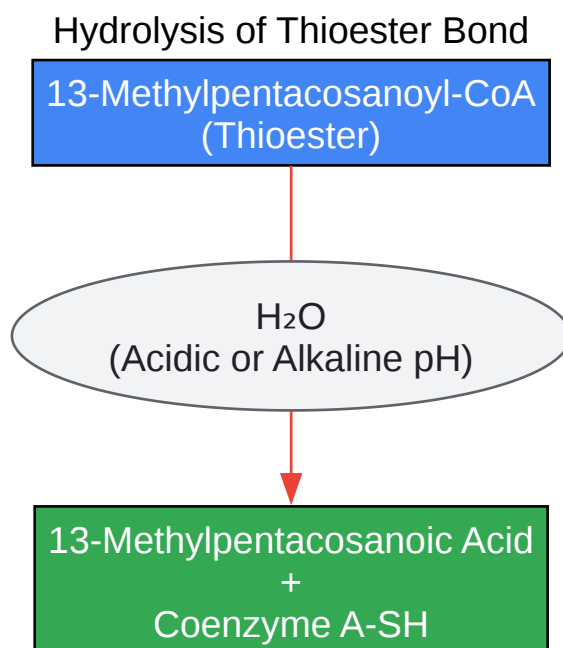 Hydrolysis of Thioester Bond
13-Methylpentacosanoyl-CoA
(Thioester)
H₂O
(Acidic or Alkaline pH)
13-Methylpentacosanoic Acid
+
Coenzyme A-SH